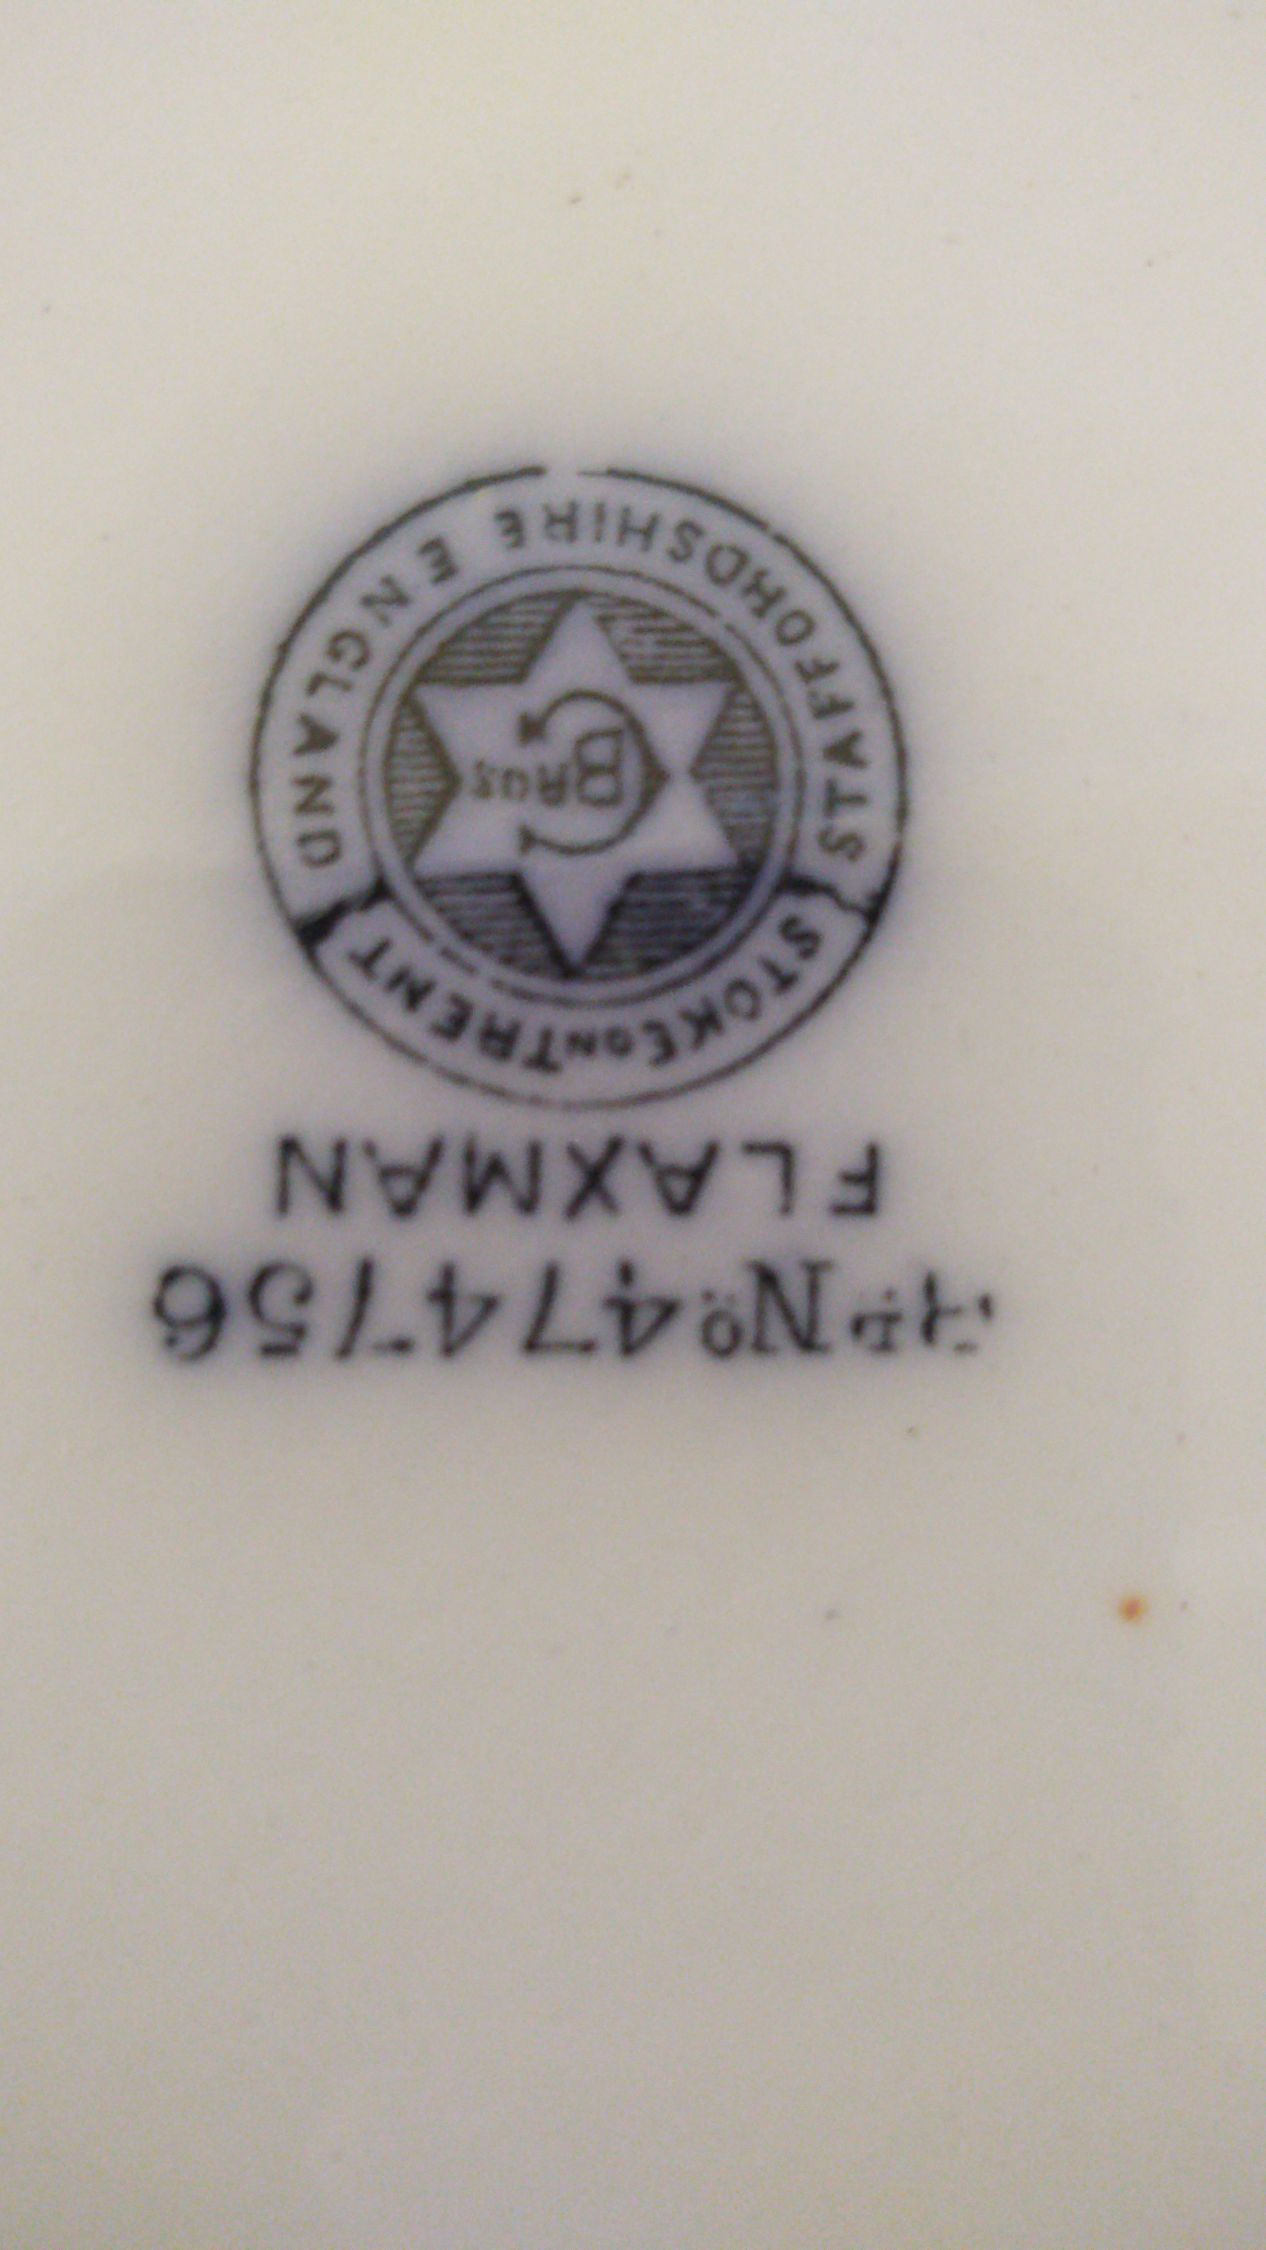 Rd Nº 474756
FLAXMAN
STOKE ON TRENT
BROS
STAFFORDSHIRE ENGLAND